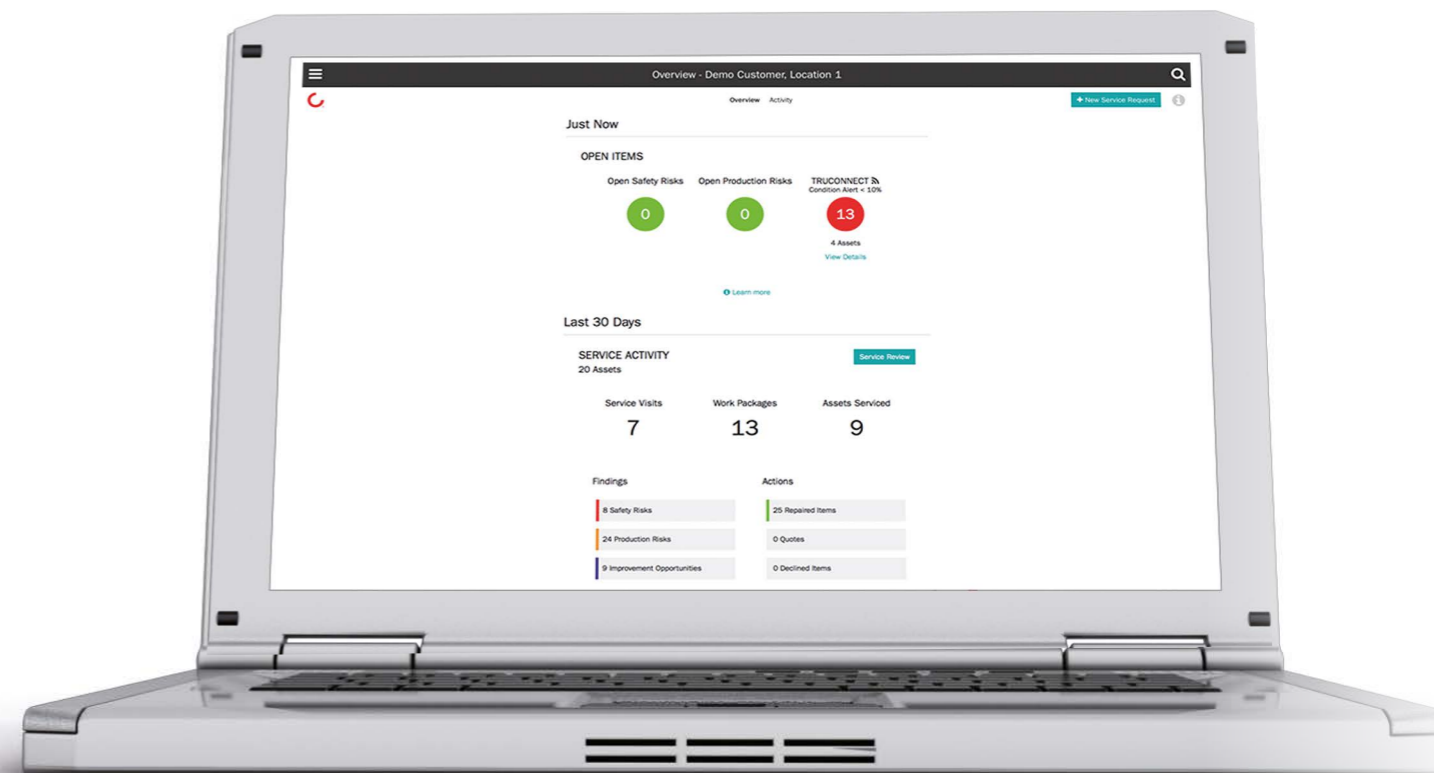 Overview - Demo Customer, Location 1
Overview Activity
+ New Service Request
Just Now
OPEN ITEMS
Open Safety Risks Open Production Risks TRUCONNECT
Condition Alert < 10%
0 0 13
4 Assets
View Details
Learn more
Last 30 Days
SERVICE ACTIVITY Service Review
20 Assets
Service Visits Work Packages Assets Serviced
7 13 9
Findings Actions
8 Safety Risks 25 Repaired Items
24 Production Risks 0 Quotes
9 Improvement Opportunities 0 Declined Items